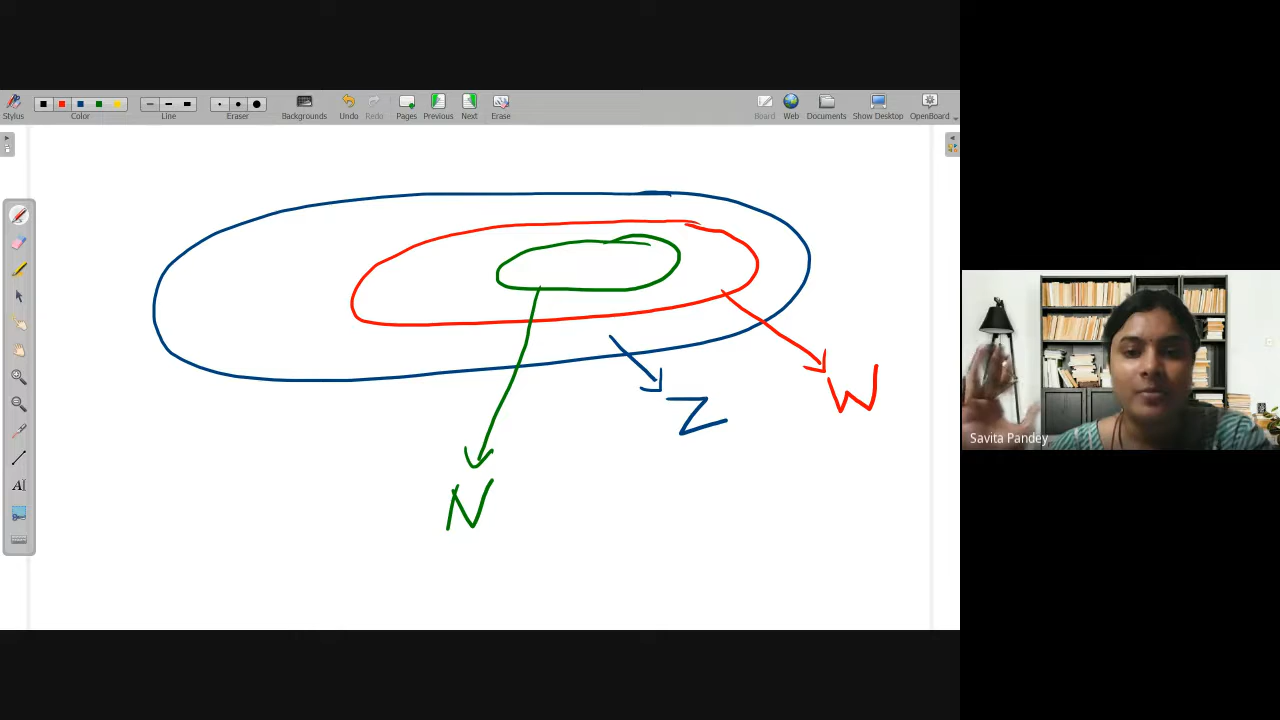 Stylus Color Line Eraser Backgrounds Undo Redo Pages Previous Next Erase Board Web Documents Show Desktop OpenBoard
W
Z
Savita Pandey
N